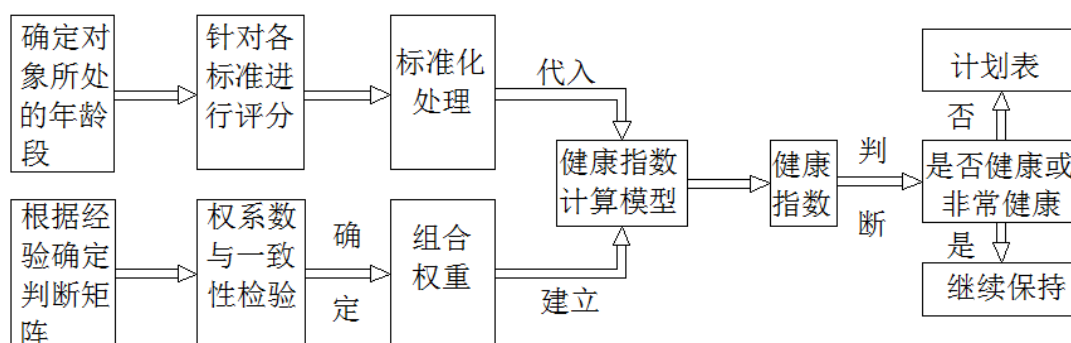 确定对
象所处
的年龄
段
针对各
标准进
行评分
标准化
处理
代入
健康指数
计算模型
健康
指数
判
断
是否健康或
非常健康
否
计划表
是
继续保持
根据经
验确定
判断矩
阵
权系数
与一致
性检验
确
定
组合
权重
建立